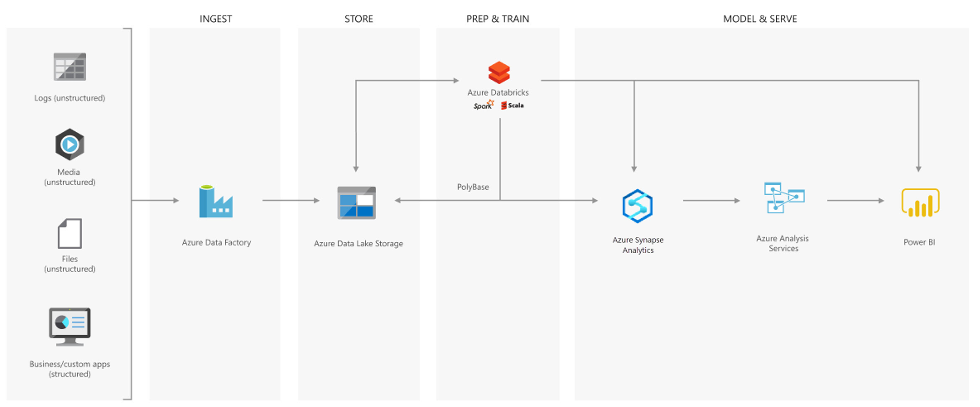 INGEST
STORE
PREP & TRAIN
MODEL & SERVE
Logs (unstructured)
Media
(unstructured)
Files
(unstructured)
Business/custom apps
(structured)
Azure Data Factory
Azure Data Lake Storage
Azure Databricks
Spark Scala
PolyBase
Azure Synapse
Analytics
Azure Analysis
Services
Power BI